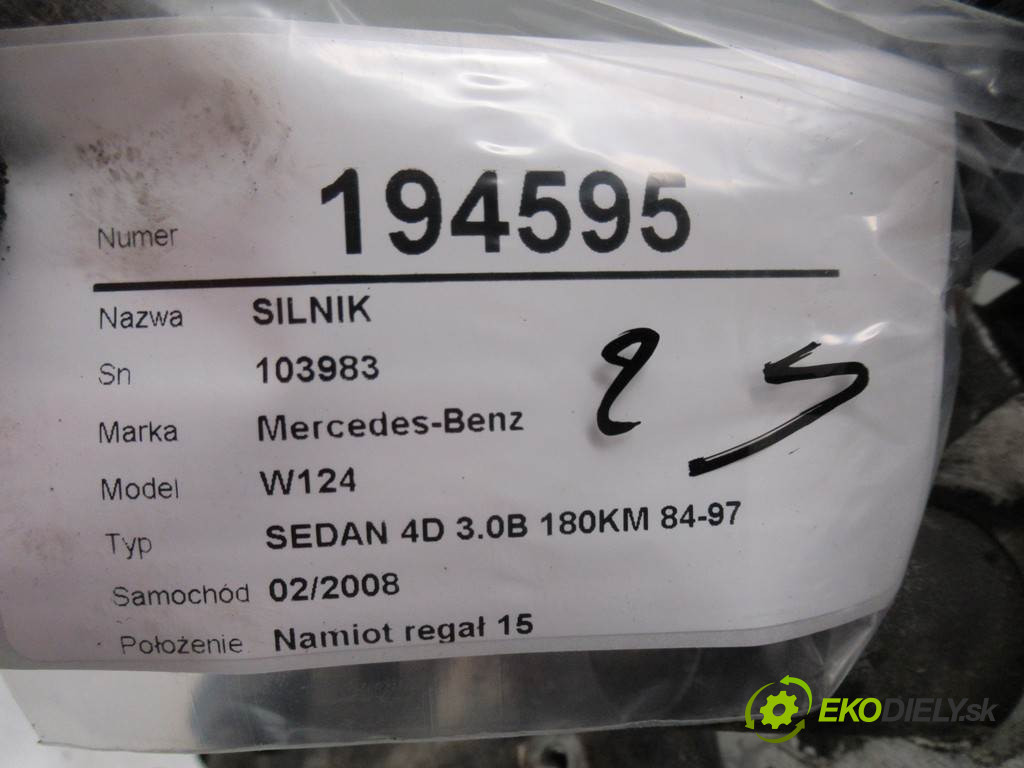 Numer 194595
Nazwa SILNIK
Sn 103983
Marka Mercedes-Benz
Model W124
Typ SEDAN 4D 3.0B 180KM 84-97
Samochód 02/2008
Położenie Namiot regał 15
EKODIELY.sk